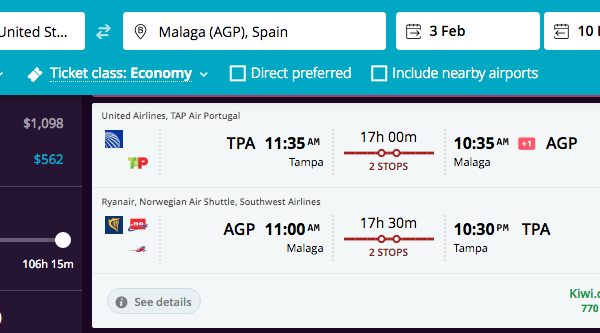 United St... Malaga (AGP), Spain 3 Feb 10
Ticket class: Economy Direct preferred Include nearby airports
$1,098
$562
106h 15m
United Airlines, TAP Air Portugal
TPA 11:35 AM 17h 00m 10:35 AM +1 AGP
Tampa 2 STOPS Malaga
Ryanair, Norwegian Air Shuttle, Southwest Airlines
AGP 11:00 AM 17h 30m 10:30 PM TPA
Malaga 2 STOPS Tampa
See details
Kiwi.c
770